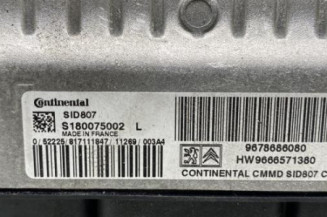 Continental
SID807
S180075002 L
MADE IN FRANCE
0/52225/817111847/11269/003A4
9678686080
HW9666571380
CONTINENTAL CMMD SID807 C